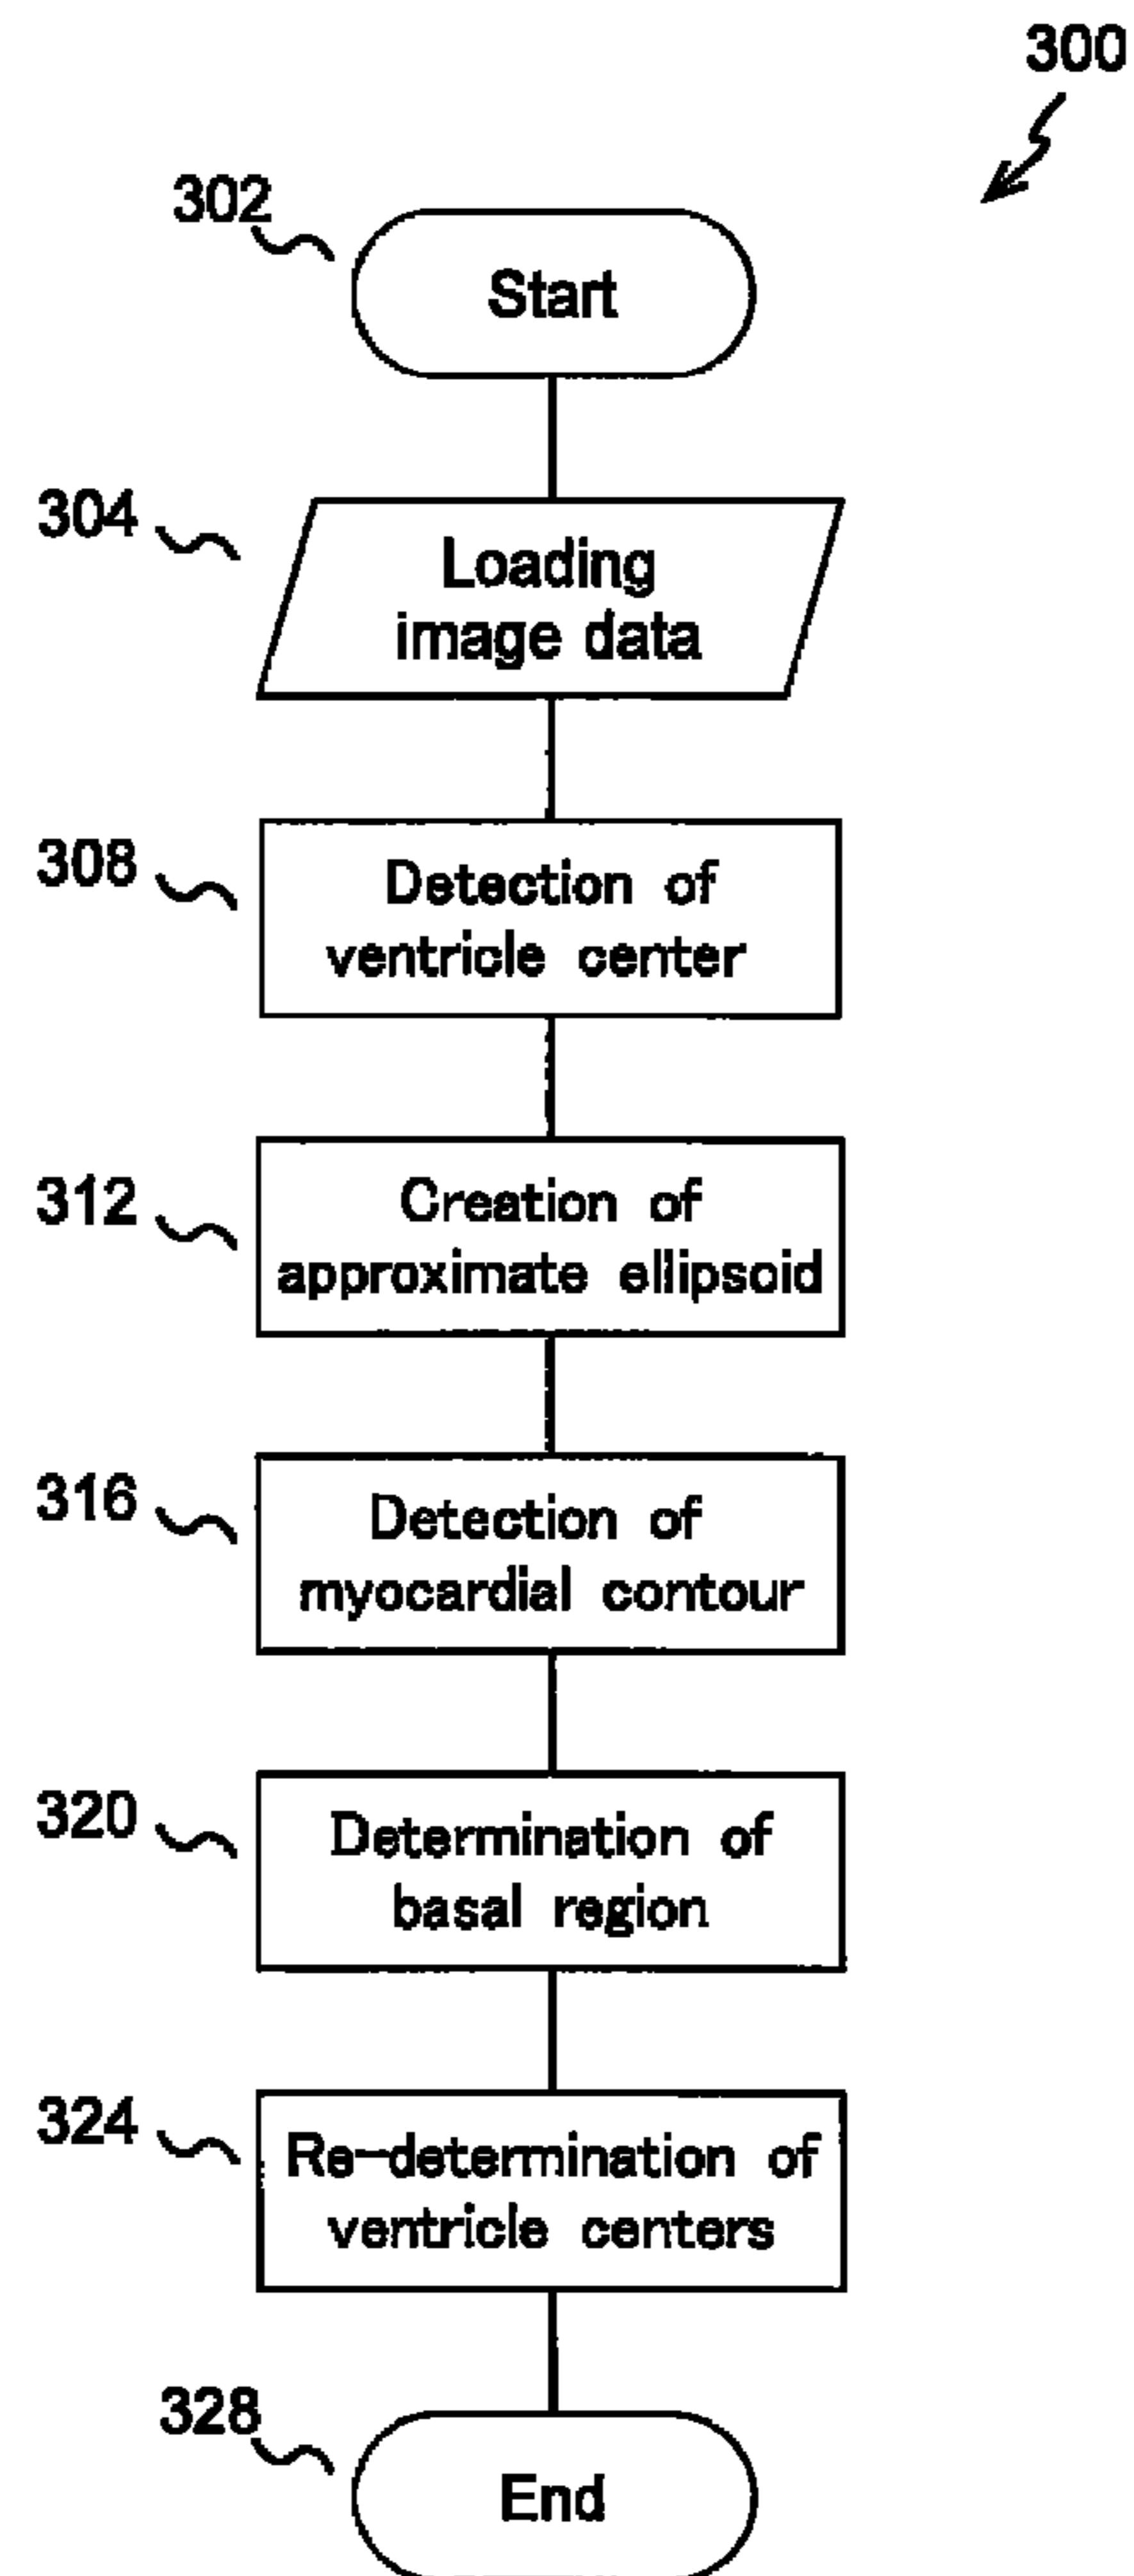 300
302
Start
304
Loading
image data
308
Detection of
ventricle center
312
Creation of
approximate ellipsoid
316
Detection of
myocardial contour
320
Determination of
basal region
324
Re-determination of
ventricle centers
328
End